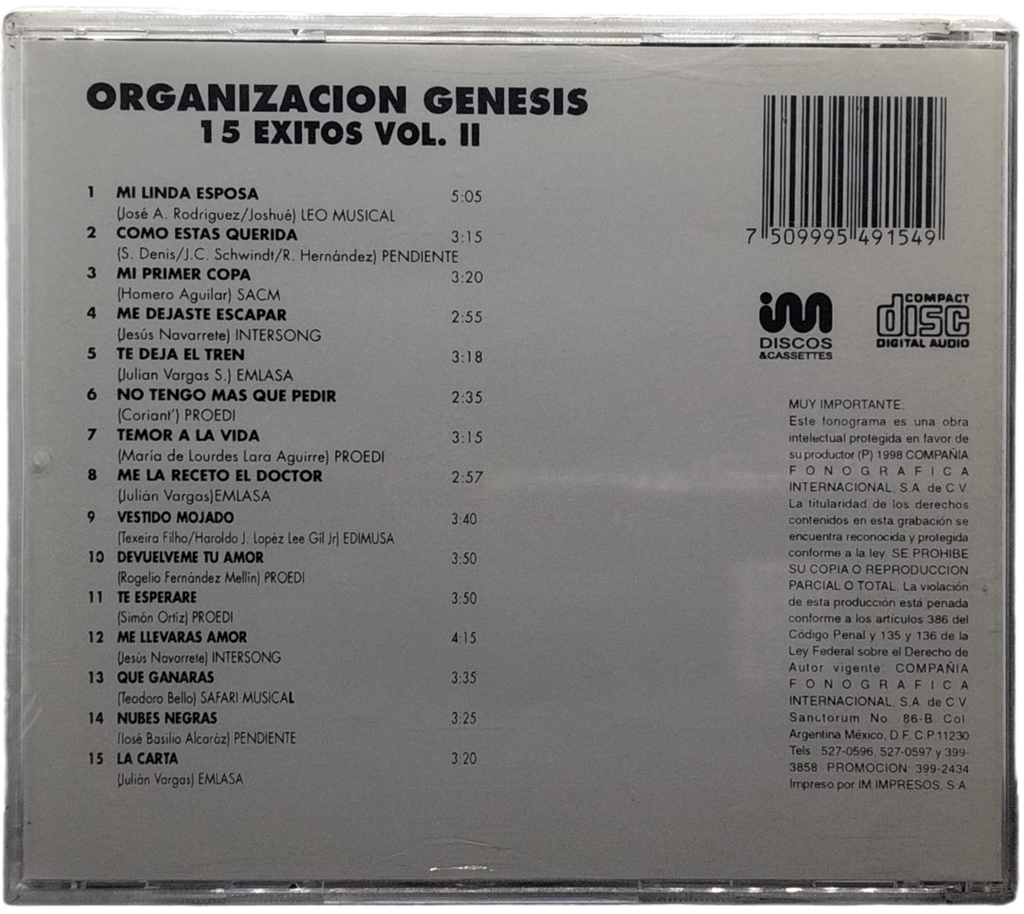 ORGANIZACION GENESIS
15 EXITOS VOL. II
1 MI LINDA ESPOSA 5:05
(José A. Rodriguez/Joshué) LEO MUSICAL
2 COMO ESTAS QUERIDA 3:15
(S. Denis/J.C. Schwindt/R. Hernández) PENDIENTE
3 MI PRIMER COPA 3:20
(Homero Aguilar) SACM
4 ME DEJASTE ESCAPAR 2:55
(Jesús Navarrete) INTERSONG
5 TE DEJA EL TREN 3:18
(Julian Vargas S.) EMLASA
6 NO TENGO MAS QUE PEDIR 2:35
(Coriant') PROEDI
7 TEMOR A LA VIDA 3:15
(María de Lourdes Lara Aguirre) PROEDI
8 ME LA RECETO EL DOCTOR 2:57
(Julián Vargas)EMLASA
9 VESTIDO MOJADO 3:40
(Texeira Filho/Haroldo J. Lopéz Lee Gil Jr) EDIMUSA
10 DEVUELVEME TU AMOR 3:50
(Rogelio Fernández Mellín) PROEDI
11 TE ESPERARE 3:50
(Simón Ortíz) PROEDI
12 ME LLEVARAS AMOR 4:15
(Jesús Navarrete) INTERSONG
13 QUE GANARAS 3:35
(Teodoro Bello) SAFARI MUSICAL
14 NUBES NEGRAS 3:25
(José Basilio Alcaráz) PENDIENTE
15 LA CARTA 3:20
(Julián Vargas) EMLASA
7 509995 491549
im
DISCOS
&CASSETTES
COMPACT
disc
DIGITAL AUDIO
MUY IMPORTANTE:
Este fonograma es una obra
intelectual protegida en favor de
su productor (P) 1998 COMPAÑIA
FONOGRAFICA
INTERNACIONAL, S.A. de C.V.
La titularidad de los derechos
contenidos en esta grabación se
encuentra reconocida y protegida
conforme a la ley. SE PROHIBE
SU COPIA O REPRODUCCION
PARCIAL O TOTAL. La violación
de esta producción está penada
conforme a los artículos 386 del
Código Penal y 135 y 136 de la
Ley Federal sobre el Derecho de
Autor vigente. COMPAÑIA
FONOGRAFICA
INTERNACIONAL, S.A. de C.V.
Sanctorum No. 86-B Col.
Argentina México, D.F. C.P.11230
Tels. 527-0596, 527-0597 y 399-
3858 PROMOCION 399-2434
Impreso por IM IMPRESOS, S.A.